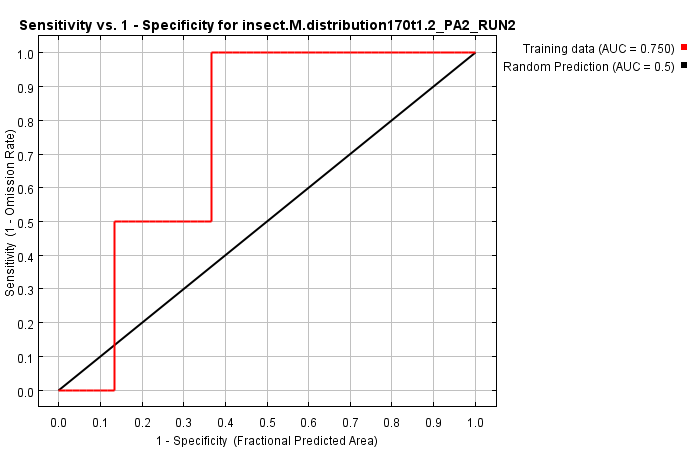 Sensitivity vs. 1 - Specificity for insect.M.distribution170t1.2_PA2_RUN2
Training data (AUC = 0.750)
Random Prediction (AUC = 0.5)
Sensitivity (1 - Omission Rate)
1.0
0.9
0.8
0.7
0.6
0.5
0.4
0.3
0.2
0.1
0.0
0.0 0.1 0.2 0.3 0.4 0.5 0.6 0.7 0.8 0.9 1.0
1 - Specificity (Fractional Predicted Area)